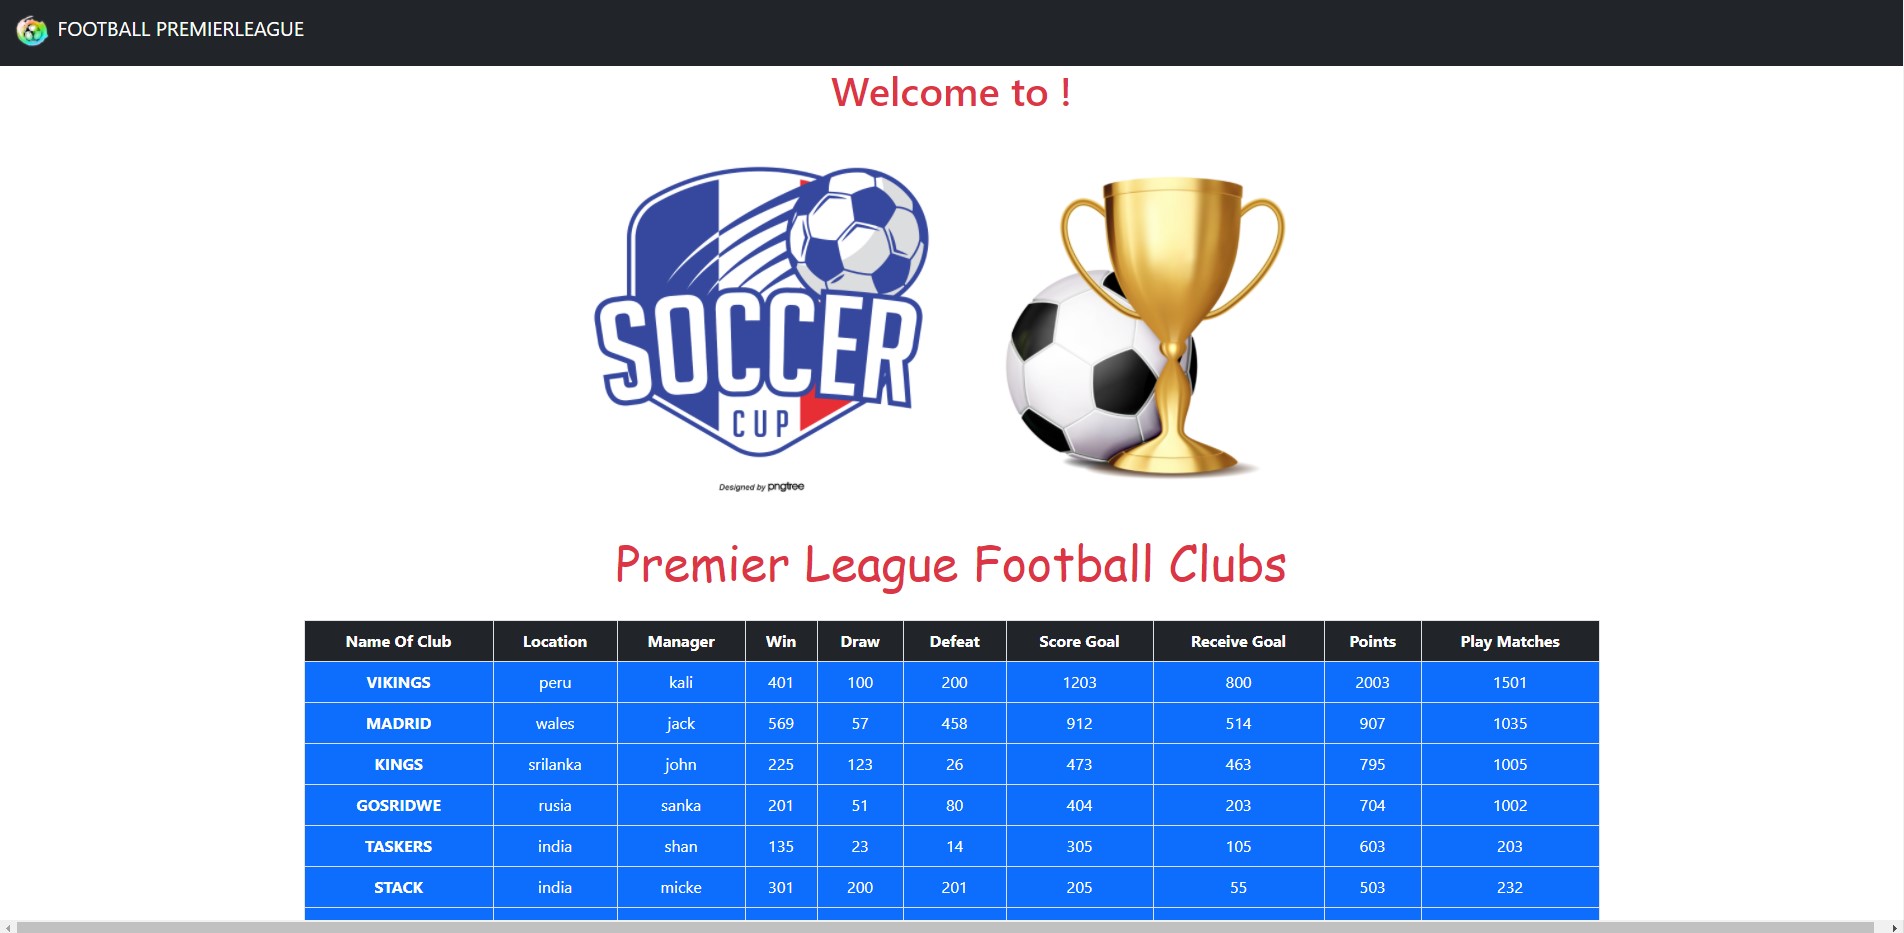 FOOTBALL PREMIERLEAGUE
Welcome to !
SOCCER
CUP
Designed by pngtree
Premier League Football Clubs
Name Of Club Location Manager Win Draw Defeat Score Goal Receive Goal Points Play Matches
VIKINGS peru kali 401 100 200 1203 800 2003 1501
MADRID wales jack 569 57 458 912 514 907 1035
KINGS srilanka john 225 123 26 473 463 795 1005
GOSRIDWE rusia sanka 201 51 80 404 203 704 1002
TASKERS india shan 135 23 14 305 105 603 203
STACK india micke 301 200 201 205 55 503 232